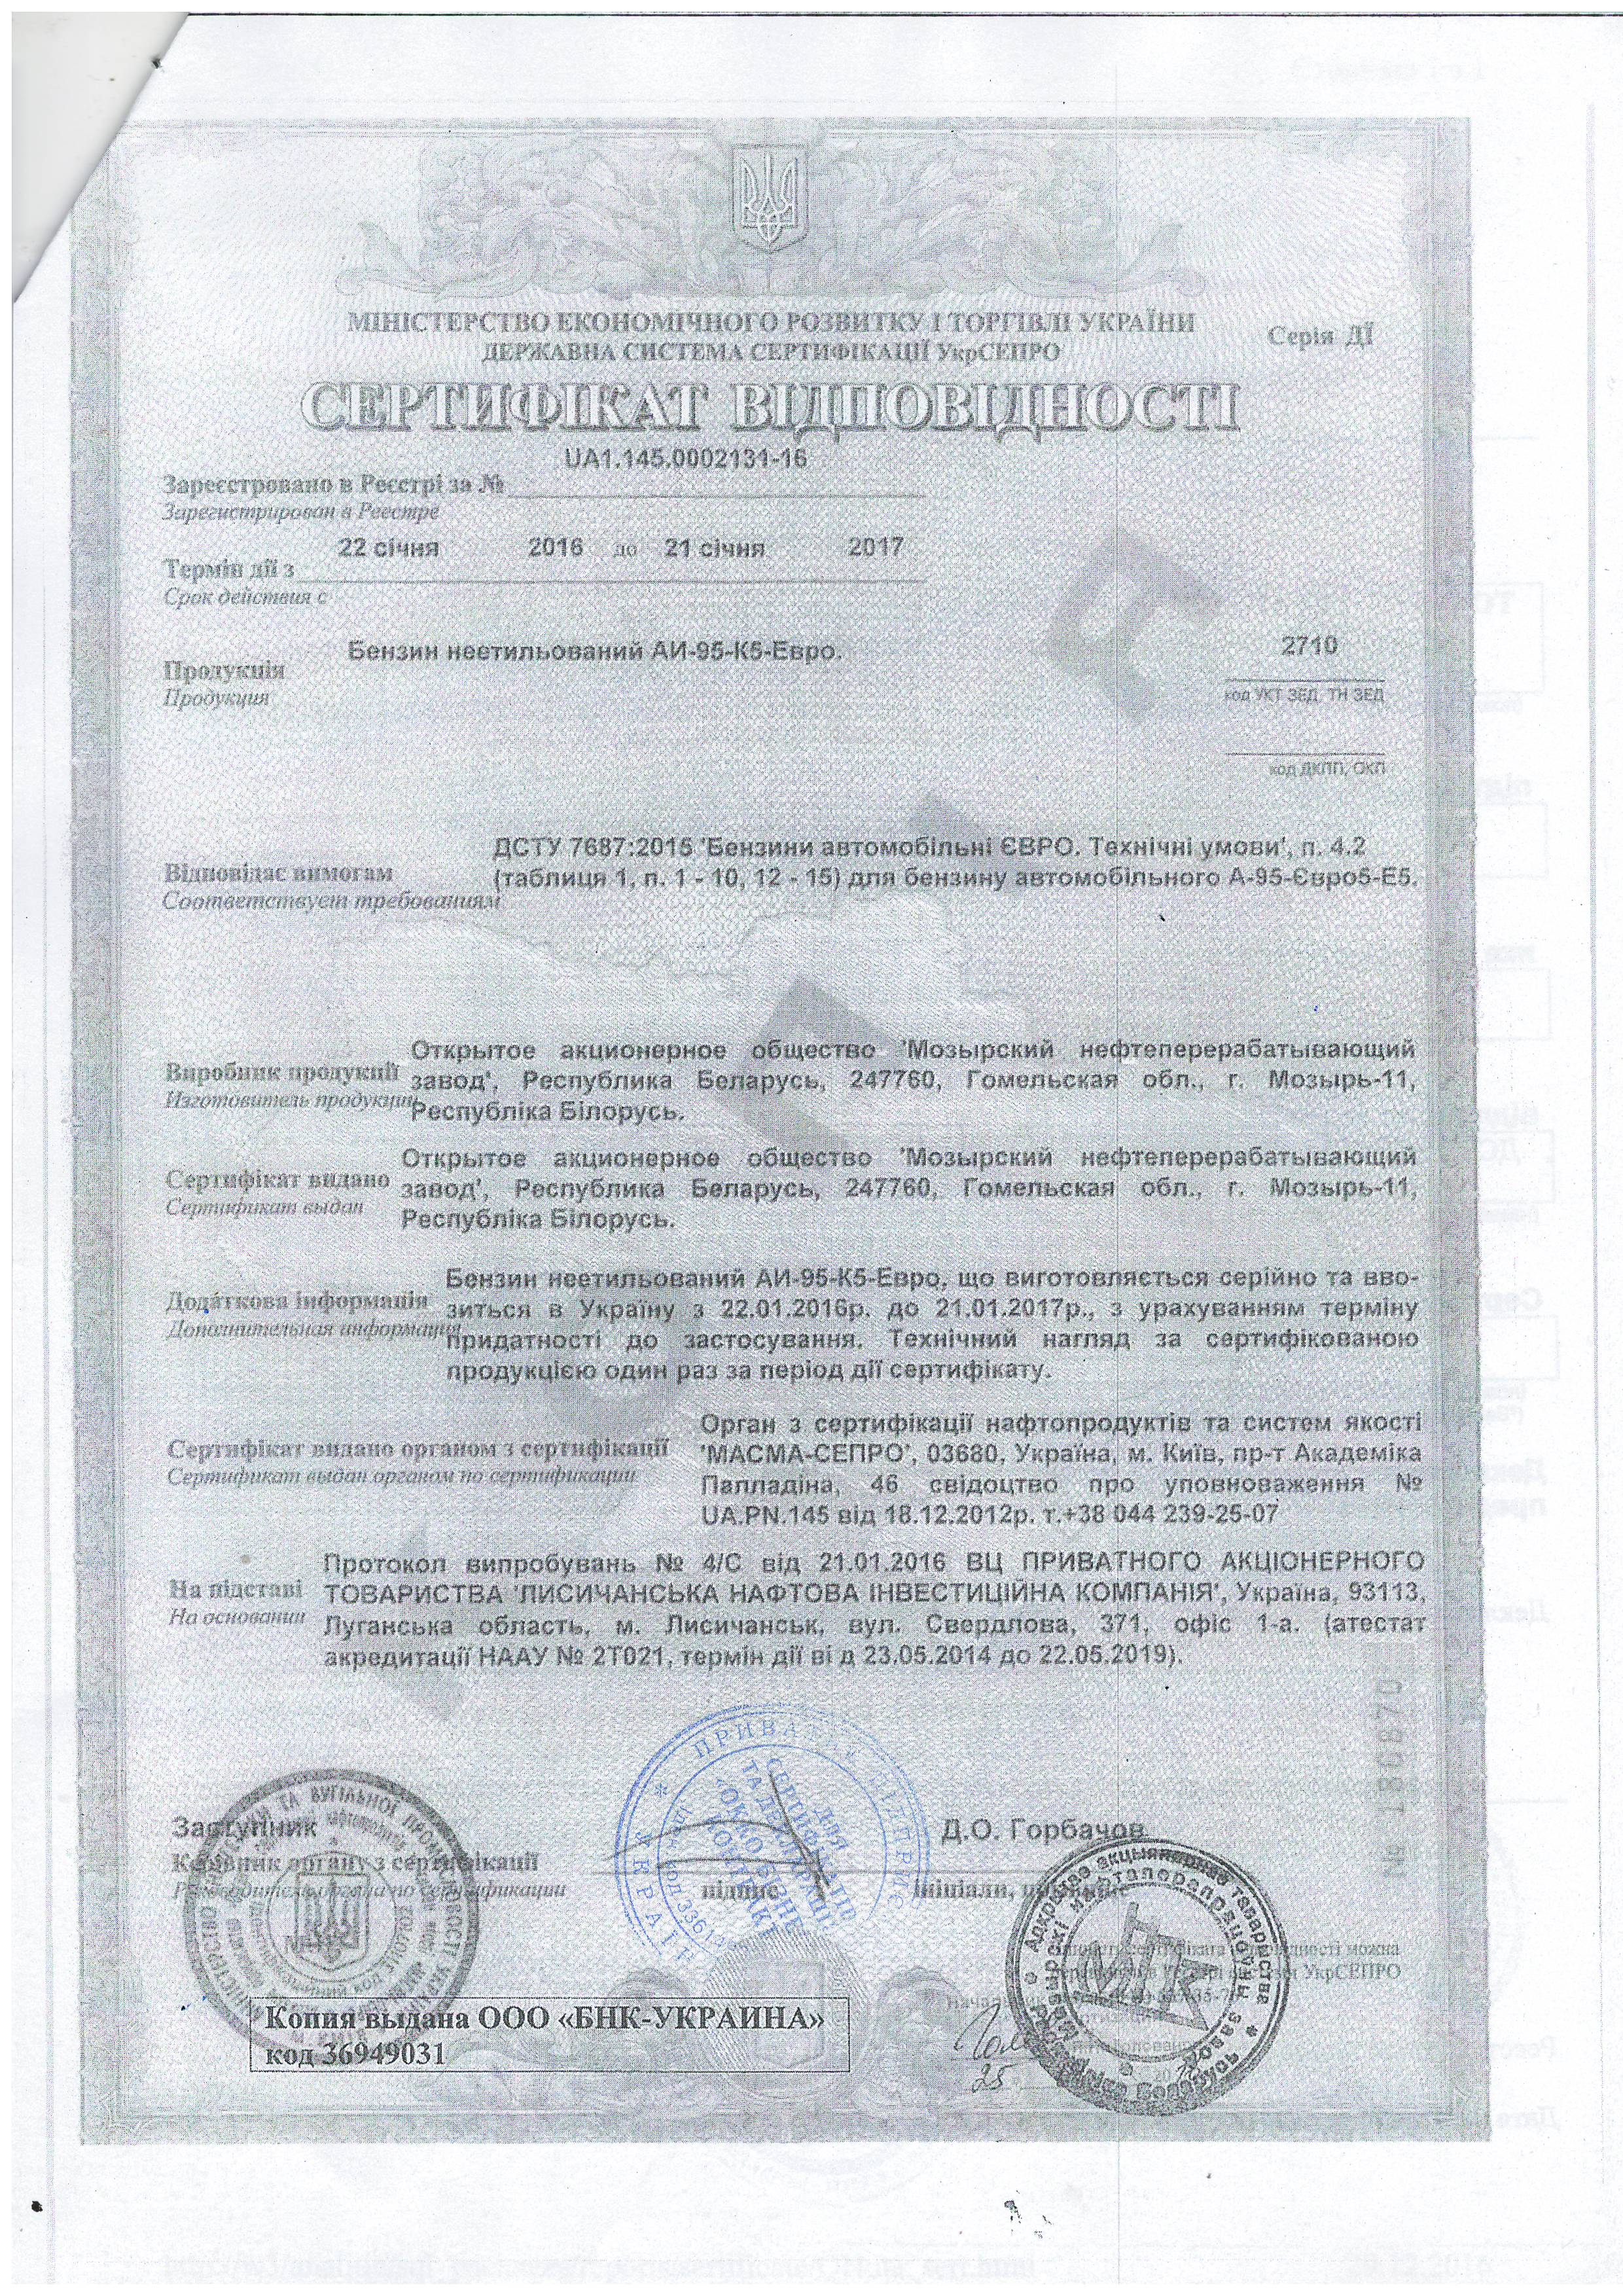 МІНІСТЕРСТВО ЕКОНОМІЧНОГО РОЗВИТКУ І ТОРГІВЛІ УКРАЇНИ
ДЕРЖАВНА СИСТЕМА СЕРТИФІКАЦІЇ УкрСЕПРО
Серія ДЇ
СЕРТИФІКАТ ВІДПОВІДНОСТІ
UA1.145.0002131-16
Зареєстровано в Реєстрі за №
Зарегистрирован в Реестре
22 січня 2016 до 21 січня 2017
Термін дії з
Срок действия с
Бензин неетильований АИ-95-К5-Евро.
2710
Продукція
Продукция
код УКТ ЗЕД, ТН ЗЕД
код ДКПП, ОКП
ДСТУ 7687:2015 'Бензини автомобільні ЄВРО. Технічні умови', п. 4.2
(таблиця 1, п. 1 - 10, 12 - 15) для бензину автомобільного А-95-Євро5-Е5.
Відповідає вимогам
Соответствует требованиям
Открытое акционерное общество 'Мозырский нефтеперерабатывающий
завод', Республика Беларусь, 247760, Гомельская обл., г. Мозырь-11,
Республіка Білорусь.
Виробник продукції
Изготовитель продукции
Открытое акционерное общество 'Мозырский нефтеперерабатывающий
завод', Республика Беларусь, 247760, Гомельская обл., г. Мозырь-11,
Республіка Білорусь.
Сертифікат видано
Сертификат выдан
Бензин неетильований АИ-95-К5-Евро, що виготовляється серійно та вво-
зиться в Україну з 22.01.2016р. до 21.01.2017р., з урахуванням терміну
придатності до застосування. Технічний нагляд за сертифікованою
продукцією один раз за період дії сертифікату.
Додаткова інформація
Дополнительная информация
Орган з сертифікації нафтопродуктів та систем якості
'МАСМА-СЕПРО', 03680, Україна, м. Київ, пр-т Академіка
Палладіна, 46 свідоцтво про уповноваження №
UA.PN.145 від 18.12.2012р. т.+38 044 239-25-07
Сертифікат видано органом з сертифікації
Сертификат выдан органом по сертификации
Протокол випробувань № 4/С від 21.01.2016 ВЦ ПРИВАТНОГО АКЦІОНЕРНОГО
ТОВАРИСТВА 'ЛИСИЧАНСЬКА НАФТОВА ІНВЕСТИЦІЙНА КОМПАНІЯ', Україна, 93113,
Луганська область, м. Лисичанськ, вул. Свердлова, 371, офіс 1-а. (атестат
акредитації НААУ № 2Т021, термін дії ві д 23.05.2014 до 22.05.2019).
На підставі
На основании
Заступник
Керівник органу з сертифікації
Руководитель органа по сертификации
підпис
Д.О. Горбачов
ініціали,
УкрСЕПРО
Копия выдана ООО «БНК-УКРАИНА»
код 36949031
25